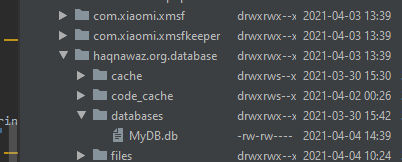 com.xiaomi.xmsf drwxrwx--x 2021-04-03 13:39
com.xiaomi.xmsfkeeper drwxrwx--x 2021-04-03 13:39
haqnawaz.org.database drwxrwx--x 2021-04-03 13:39
cache drwxrws--x 2021-03-30 15:30
code_cache drwxrws--x 2021-04-02 00:26
databases drwxrwx--x 2021-03-30 15:42
MyDB.db -rw-rw---- 2021-04-04 14:39
files drwxrwx--x 2021-04-04 10:24
rin